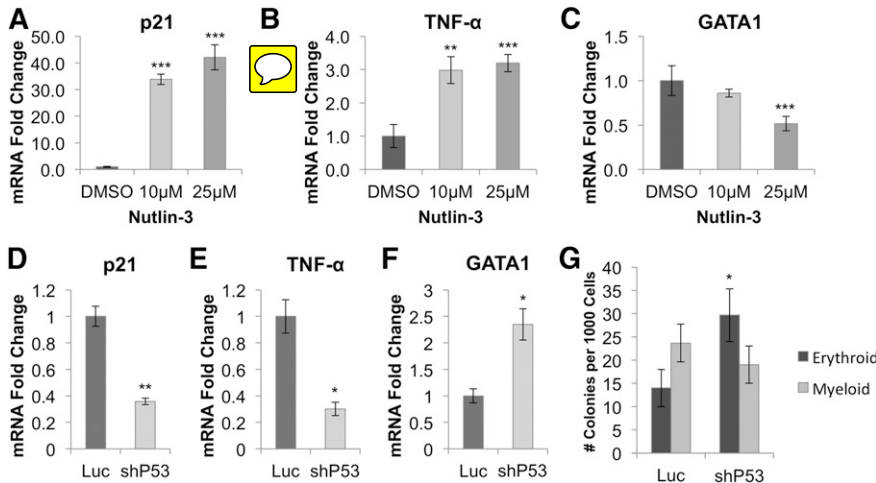 A
p21
mRNA Fold Change
50.0
40.0
30.0
20.0
10.0
0.0
***
***
DMSO 10µM 25µM
Nutlin-3
B
TNF-α
mRNA Fold Change
4.0
3.0
2.0
1.0
0.0
**
***
DMSO 10µM 25µM
Nutlin-3
C
GATA1
mRNA Fold Change
1.5
1.0
0.5
0.0
***
DMSO 10µM 25µM
Nutlin-3
D
p21
mRNA Fold Change
1.2
1
0.8
0.6
0.4
0.2
0
**
Luc shP53
E
TNF-α
mRNA Fold Change
1.2
1
0.8
0.6
0.4
0.2
0
*
Luc shP53
F
GATA1
mRNA Fold Change
3
2.5
2
1.5
1
0.5
0
*
Luc shP53
G
# Colonies per 1000 Cells
40
35
30
25
20
15
10
5
0
*
Luc shP53
Erythroid
Myeloid